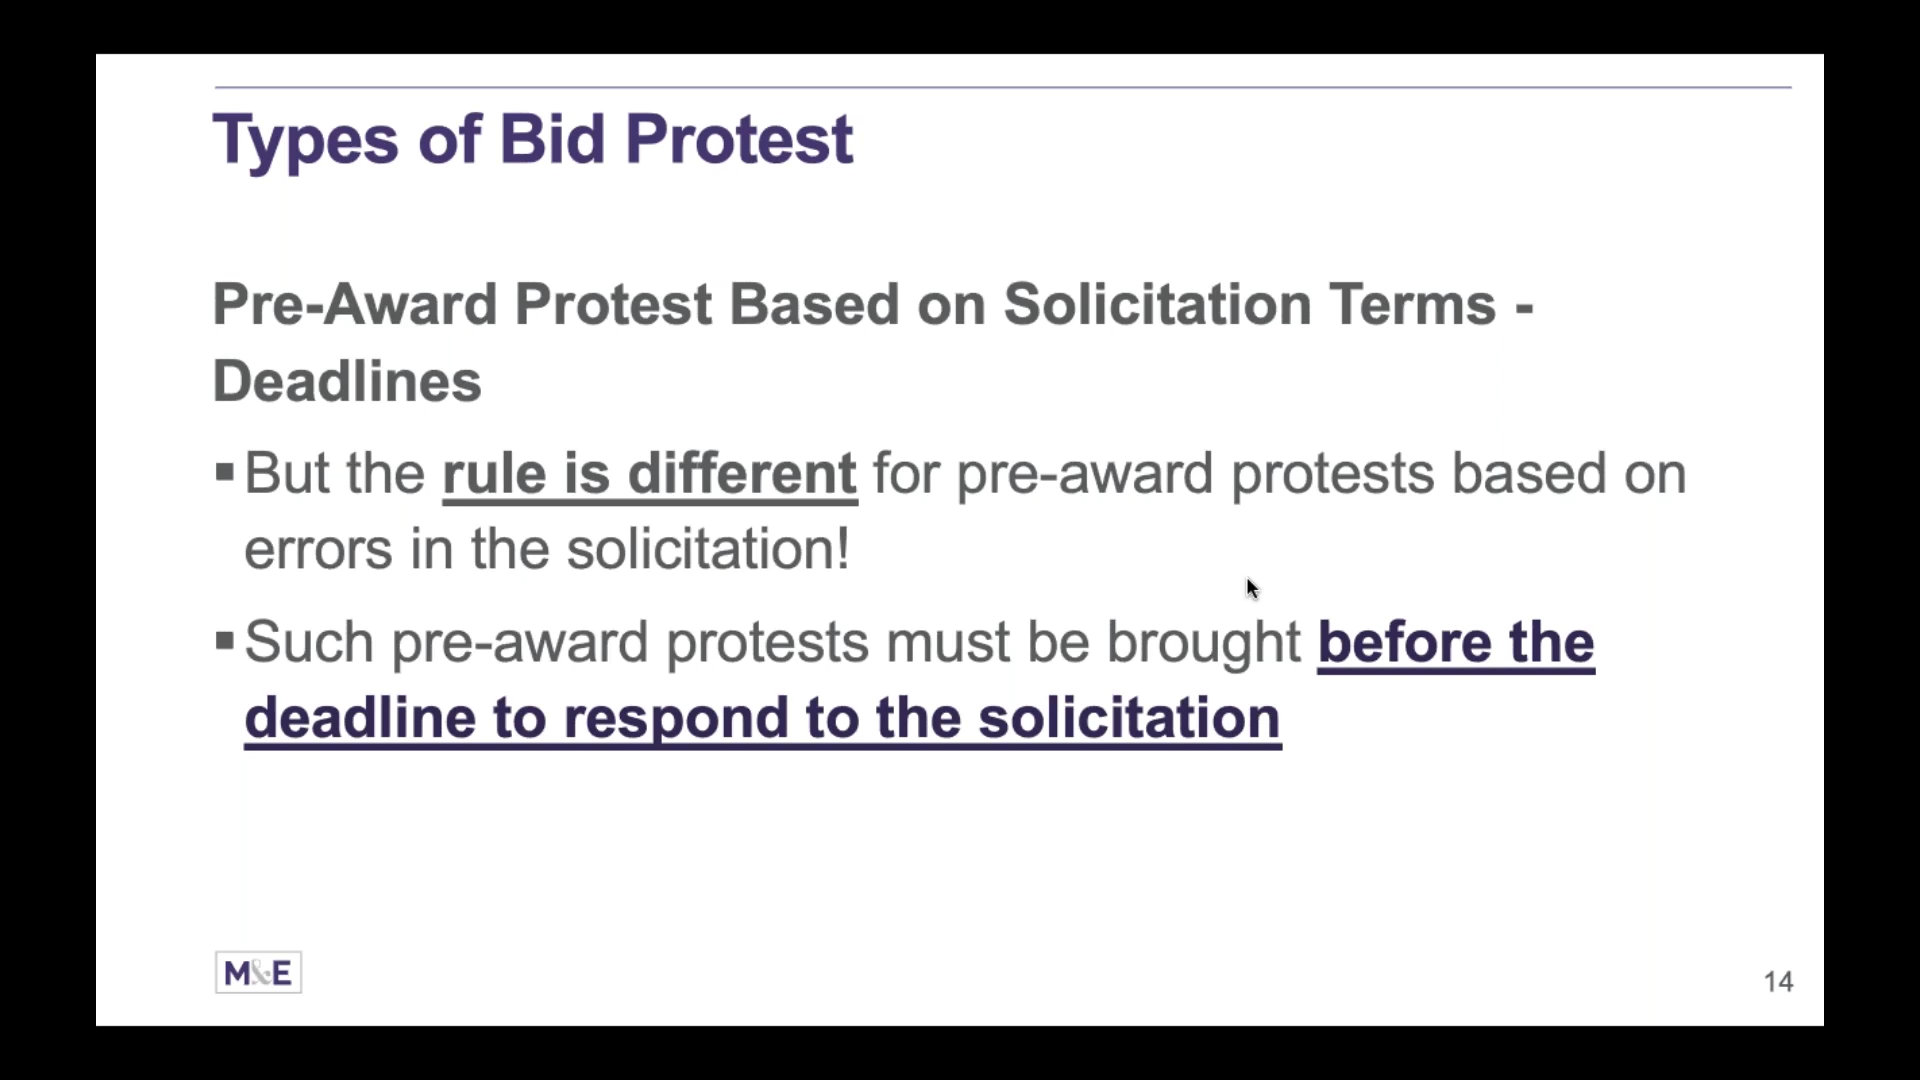 Types of Bid Protest
Pre-Award Protest Based on Solicitation Terms -
Deadlines
▪But the rule is different for pre-award protests based on
errors in the solicitation!
▪Such pre-award protests must be brought before the
deadline to respond to the solicitation
M&E
14